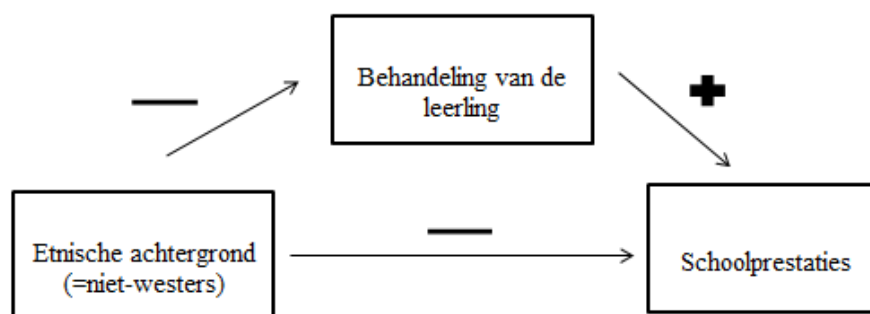 Behandeling van de
leerling
Etnische achtergrond
(=niet-westers)
Schoolprestaties